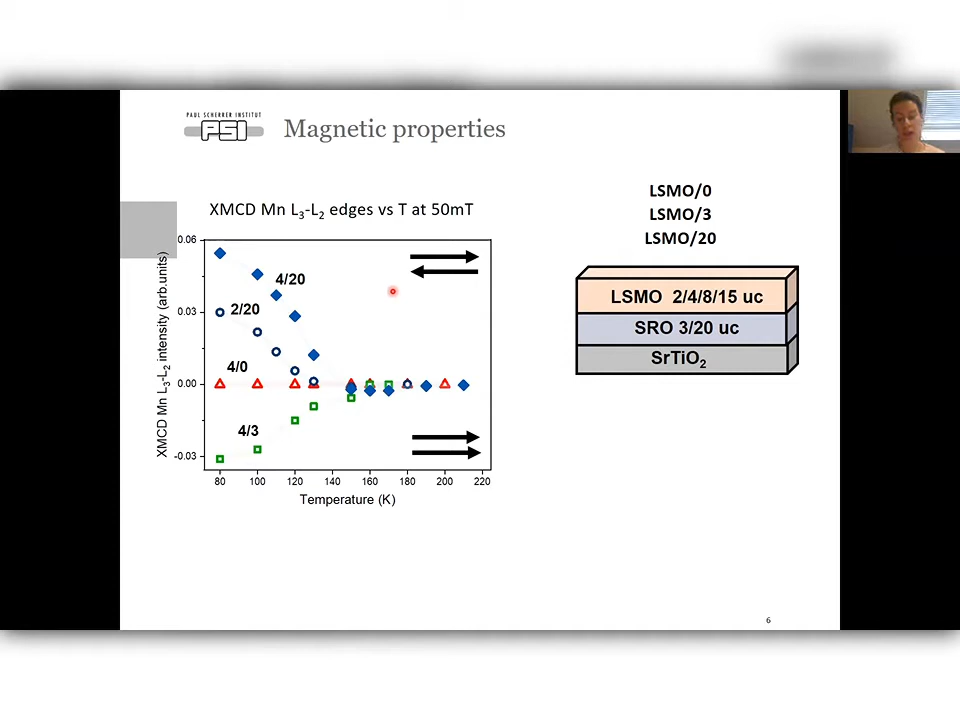 PAUL SCHERRER INSTITUT
PSI
Magnetic properties
XMCD Mn L₃-L₂ edges vs T at 50mT
LSMO/0
LSMO/3
LSMO/20
XMCD Mn L₃-L₂ intensity (arb.units)
0.06
0.03
0.00
-0.03
4/20
2/20
4/0
4/3
80 100 120 140 160 180 200 220
Temperature (K)
LSMO 2/4/8/15 uc
SRO 3/20 uc
SrTiO₂
6